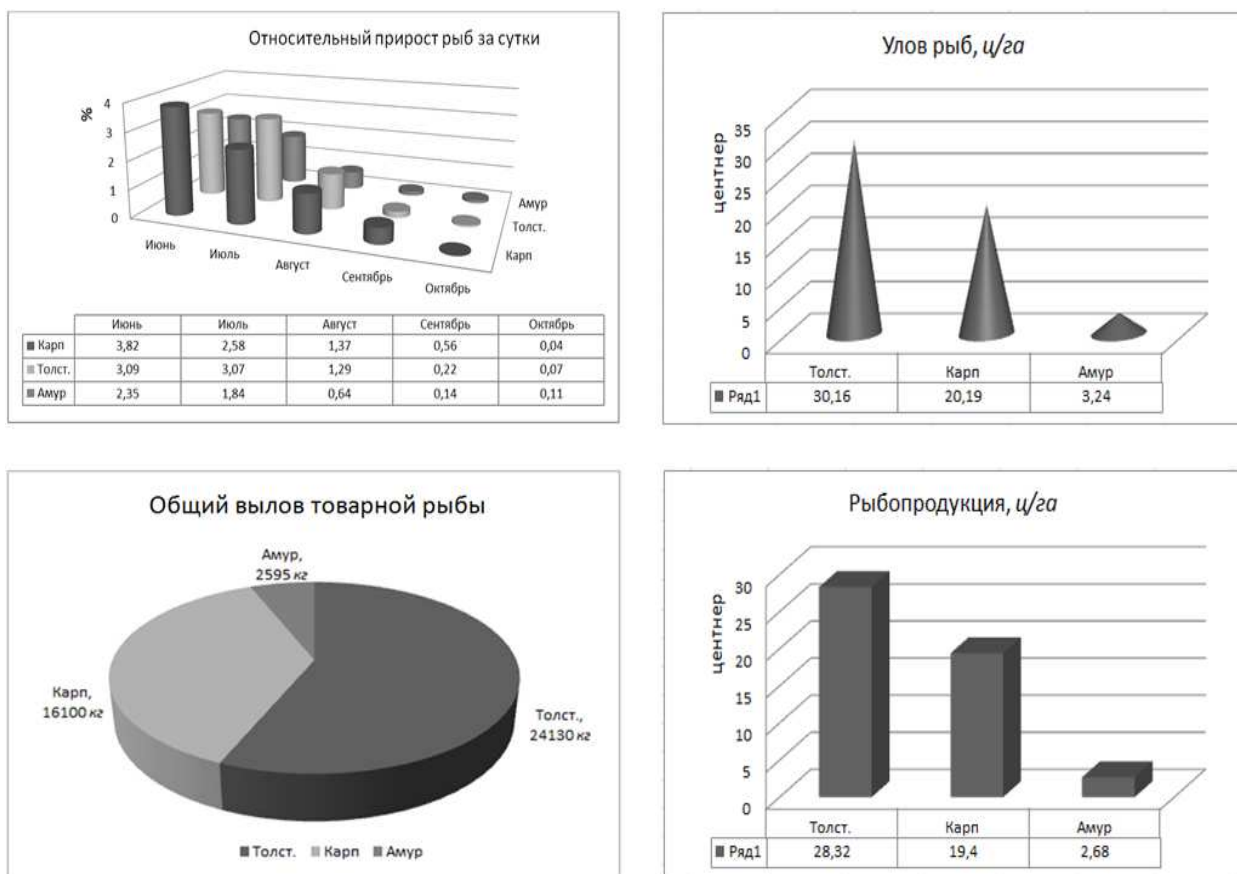 Относительный прирост рыб за сутки
%
4
3
2
1
0
Июнь
Июль
Август
Сентябрь
Октябрь
Амур
Толст.
Карп
Июнь Июль Август Сентябрь Октябрь
Карп 3,82 2,58 1,37 0,56 0,04
Толст. 3,09 3,07 1,29 0,22 0,07
Амур 2,35 1,84 0,64 0,14 0,11
Улов рыб, ц/га
центнер
35
30
25
20
15
10
5
0
Толст. Карп Амур
Ряд1 30,16 20,19 3,24
Общий вылов товарной рыбы
Амур,
2595 кг
Карп,
16100 кг
Толст.,
24130 кг
Толст. Карп Амур
Рыбопродукция, ц/га
центнер
30
25
20
15
10
5
0
Толст. Карп Амур
Ряд1 28,32 19,4 2,68